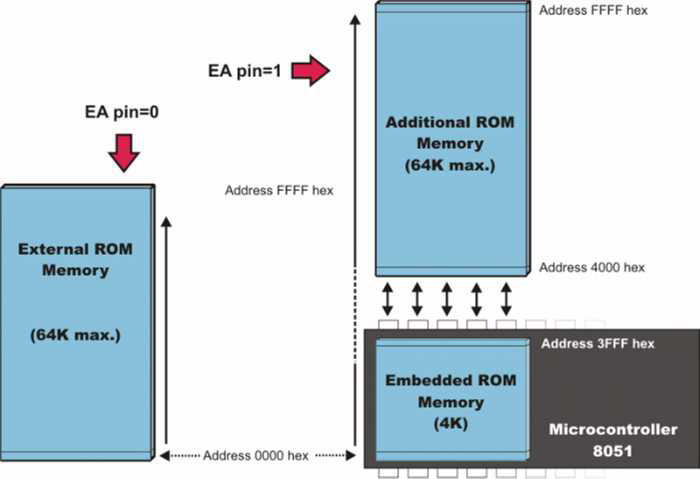 Address FFFF hex
EA pin=1
EA pin=0
Additional ROM
Memory
(64K max.)
Address FFFF hex
External ROM
Memory
(64K max.)
Address 4000 hex
Address 3FFF hex
Embedded ROM
Memory
(4K)
Microcontroller
8051
Address 0000 hex